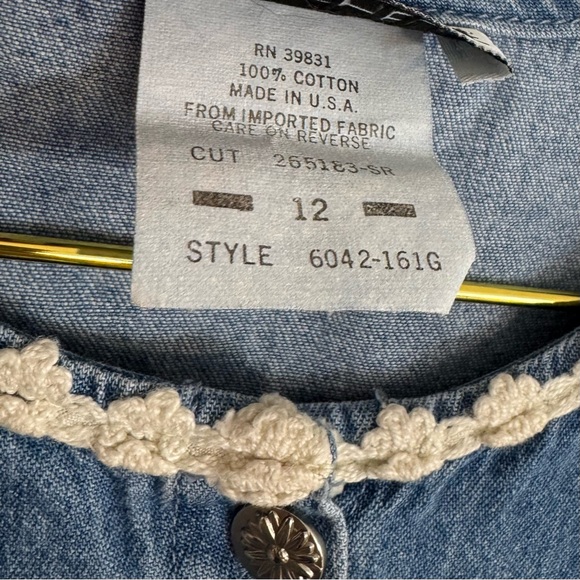 RN 39831
100% COTTON
MADE IN U.S.A.
FROM IMPORTED FABRIC
CARE ON REVERSE
CUT 265183-SR
12
STYLE 6042-161G